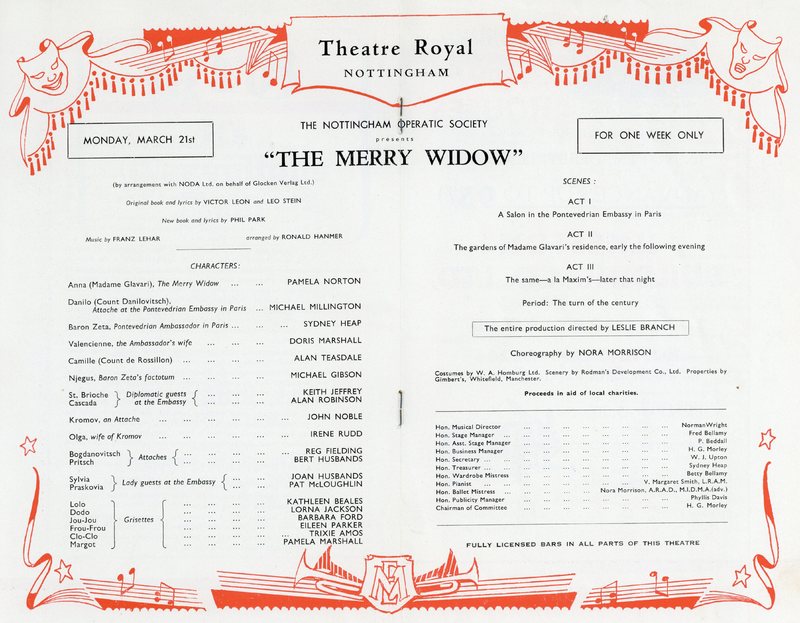 Theatre Royal
NOTTINGHAM
MONDAY, MARCH 21st
THE NOTTINGHAM OPERATIC SOCIETY
presents
"THE MERRY WIDOW"
FOR ONE WEEK ONLY
(by arrangement with NODA Ltd. on behalf of Glocken Verlag Ltd.)
Original book and lyrics by VICTOR LEON and LEO STEIN
New book and lyrics by PHIL PARK
Music by FRANZ LEHAR arranged by RONALD HANMER
CHARACTERS:
Anna (Madame Glavari), The Merry Widow ... ... PAMELA NORTON
Danilo (Count Danilovitsch),
Attache at the Pontevedrian Embassy in Paris ... MICHAEL MILLINGTON
Baron Zeta, Pontevedrian Ambassador in Paris ... ... SYDNEY HEAP
Valencienne, the Ambassador's wife ... ... ... DORIS MARSHALL
Camille (Count de Rossillon) ... ... ... ALAN TEASDALE
Njegus, Baron Zeta's factotum ... ... ... MICHAEL GIBSON
St. Brioche } Diplomatic guests { ... ... KEITH JEFFREY
Cascada } at the Embassy { ... ... ALAN ROBINSON
Kromov, an Attache ... ... ... ... JOHN NOBLE
Olga, wife of Kromov ... ... ... ... IRENE RUDD
Bogdanovitsch } Attaches { ... ... ... REG FIELDING
Pritsch } { ... ... ... BERT HUSBANDS
Sylvia } Lady guests at the Embassy { ... ... JOAN HUSBANDS
Praskovia } { ... ... PAT McLOUGHLIN
Lolo ... ... ... KATHLEEN BEALES
Dodo ... ... ... LORNA JACKSON
Jou-Jou } Grisettes ... ... ... BARBARA FORD
Frou-Frou ... ... ... EILEEN PARKER
Clo-Clo ... ... ... ... TRIXIE AMOS
Margot ... ... ... PAMELA MARSHALL
SCENES :
ACT I
A Salon in the Pontevedrian Embassy in Paris
ACT II
The gardens of Madame Glavari's residence, early the following evening
ACT III
The same—a la Maxim's—later that night
Period: The turn of the century
The entire production directed by LESLIE BRANCH
Choreography by NORA MORRISON
Costumes by W. A. Homburg Ltd. Scenery by Rodman's Development Co., Ltd. Properties by
Gimbert's, Whitefield, Manchester.
Proceeds in aid of local charities.
Hon. Musical Director ... ... ... ... ... ... ... Norman Wright
Hon. Stage Manager ... ... ... ... ... ... ... ... Fred Bellamy
Hon. Asst. Stage Manager ... ... ... ... ... ... ... P. Beddall
Hon. Business Manager ... ... ... ... ... ... ... H. G. Morley
Hon. Secretary ... ... ... ... ... ... ... ... ... W. J. Upton
Hon. Treasurer ... ... ... ... ... ... ... ... Sydney Heap
Hon. Wardrobe Mistress ... ... ... ... ... ... ... Betty Bellamy
Hon. Pianist ... ... ... ... ... ... V. Margaret Smith, L.R.A.M.
Hon. Ballet Mistress ... ... ... ... Nora Morrison, A.R.A.D., M.I.D.M.A.(adv.)
Hon. Publicity Manager ... ... ... ... ... ... ... Phyllis Davis
Chairman of Committee ... ... ... ... ... ... ... H. G. Morley
FULLY LICENSED BARS IN ALL PARTS OF THIS THEATRE